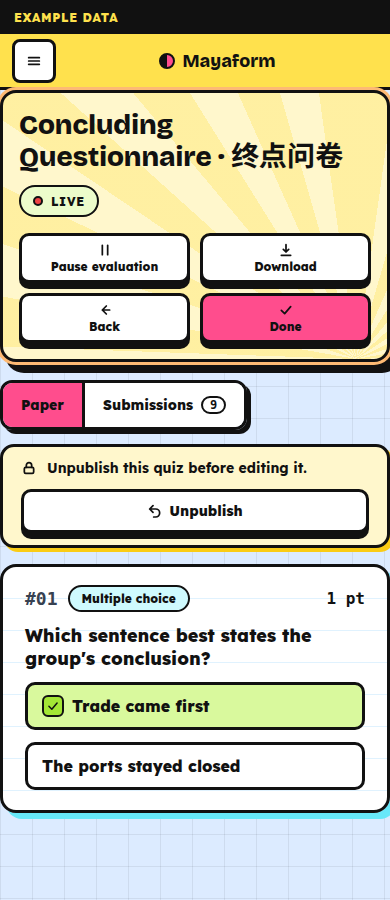 EXAMPLE DATA
Mayaform
Concluding
Questionnaire · 终点问卷
LIVE
Pause evaluation
Download
Back
Done
Paper
Submissions 9
Unpublish this quiz before editing it.
Unpublish
#01 Multiple choice 1 pt
Which sentence best states the
group's conclusion?
Trade came first
The ports stayed closed